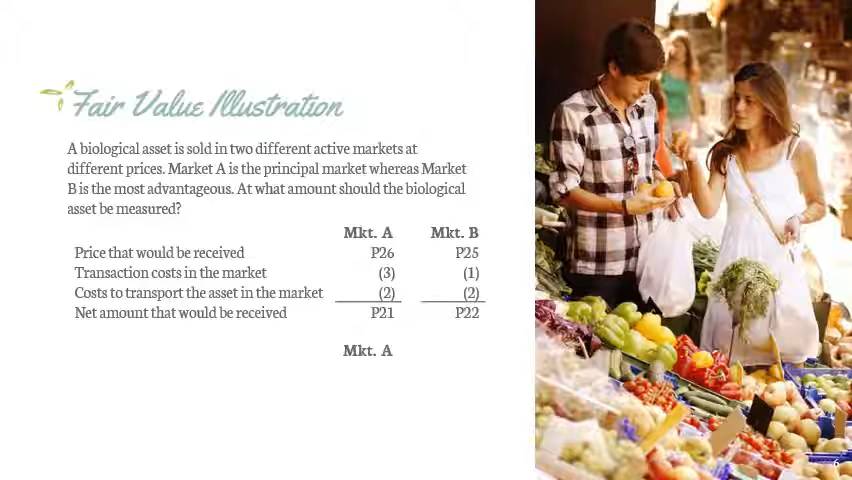 Fair Value Illustration
A biological asset is sold in two different active markets at
different prices. Market A is the principal market whereas Market
B is the most advantageous. At what amount should the biological
asset be measured?
Mkt. A Mkt. B
Price that would be received P26 P25
Transaction costs in the market (3) (1)
Costs to transport the asset in the market (2) (2)
Net amount that would be received P21 P22
Mkt. A
6